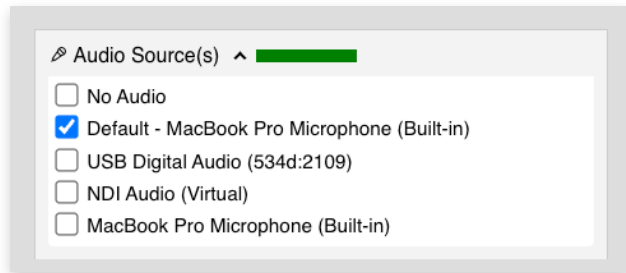 Audio Source(s)
No Audio
Default - MacBook Pro Microphone (Built-in)
USB Digital Audio (534d:2109)
NDI Audio (Virtual)
MacBook Pro Microphone (Built-in)